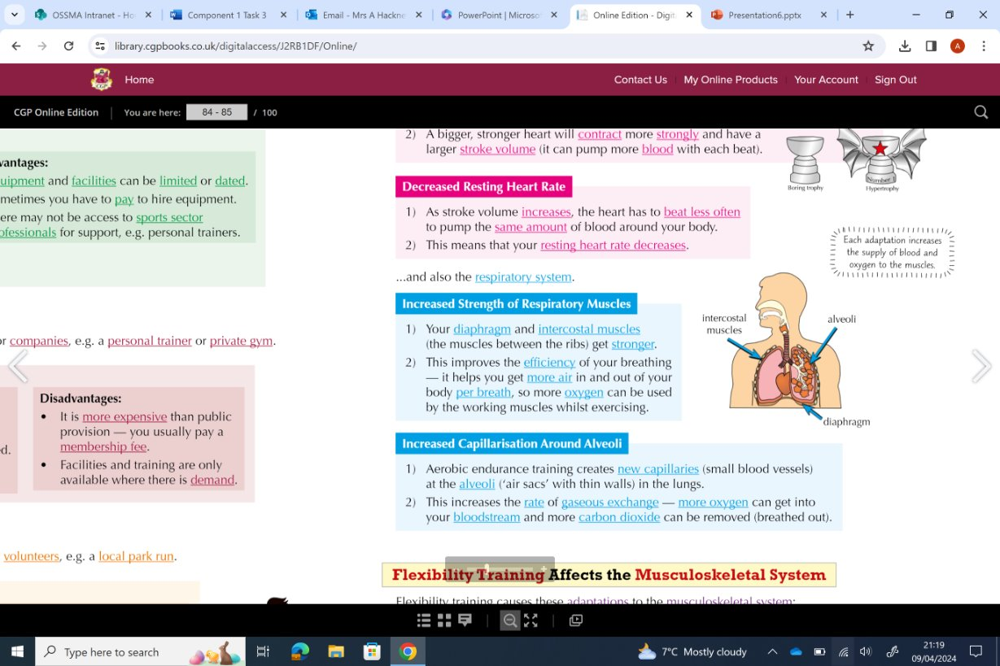 OSSMA Intranet - Ho
Component 1 Task 3
Email - Mrs A Hackne
PowerPoint | Microso
Online Edition - Digit
Presentation6.pptx
library.cgpbooks.co.uk/digitalaccess/J2RB1DF/Online/
A
CGP
Home
Contact Us
My Online Products
Your Account
Sign Out
CGP Online Edition
You are here: 84 - 85 / 100
vantages:
uipment and facilities can be limited or dated.
metimes you have to pay to hire equipment.
ere may not be access to sports sector
ofessionals for support, e.g. personal trainers.
or companies, e.g. a personal trainer or private gym.
ed.
Disadvantages:
• It is more expensive than public
provision — you usually pay a
membership fee.
• Facilities and training are only
available where there is demand.
volunteers, e.g. a local park run.
2) A bigger, stronger heart will contract more strongly and have a
larger stroke volume (it can pump more blood with each beat).
Number 1
Boring trophy
Hypertrophy
Decreased Resting Heart Rate
1) As stroke volume increases, the heart has to beat less often
to pump the same amount of blood around your body.
2) This means that your resting heart rate decreases.
Each adaptation increases
the supply of blood and
oxygen to the muscles.
...and also the respiratory system.
Increased Strength of Respiratory Muscles
1) Your diaphragm and intercostal muscles
(the muscles between the ribs) get stronger.
2) This improves the efficiency of your breathing
— it helps you get more air in and out of your
body per breath, so more oxygen can be used
by the working muscles whilst exercising.
intercostal
muscles
alveoli
diaphragm
Increased Capillarisation Around Alveoli
1) Aerobic endurance training creates new capillaries (small blood vessels)
at the alveoli (‘air sacs’ with thin walls) in the lungs.
2) This increases the rate of gaseous exchange — more oxygen can get into
your bloodstream and more carbon dioxide can be removed (breathed out).
Flexibility Training Affects the Musculoskeletal System
Flexibility training causes these adaptations to the musculoskeletal system:
Type here to search
7°C Mostly cloudy
21:19
09/04/2024